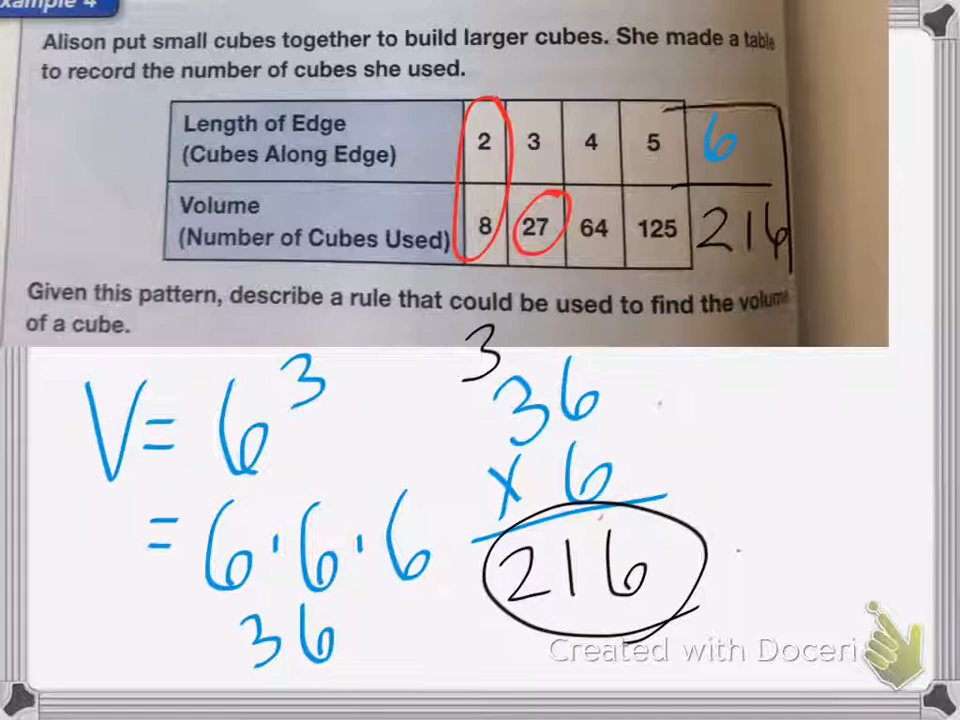 Example 4
Alison put small cubes together to build larger cubes. She made a table
to record the number of cubes she used.
Length of Edge
(Cubes Along Edge) 2 3 4 5 6
Volume
(Number of Cubes Used) 8 27 64 125 216
Given this pattern, describe a rule that could be used to find the volume
of a cube.
3
V= 6³ 36
× 6
= 6·6·6 216
36
Created with Doceri